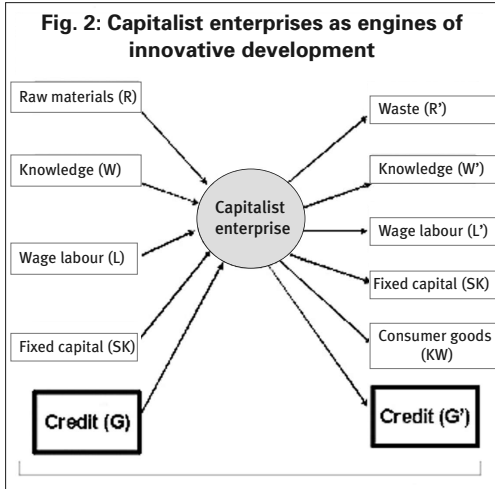 Fig. 2: Capitalist enterprises as engines of
innovative development
Raw materials (R)
Knowledge (W)
Wage labour (L)
Fixed capital (SK)
Credit (G)
Capitalist
enterprise
Waste (R’)
Knowledge (W’)
Wage labour (L’)
Fixed capital (SK)
Consumer goods
(KW)
Credit (G’)